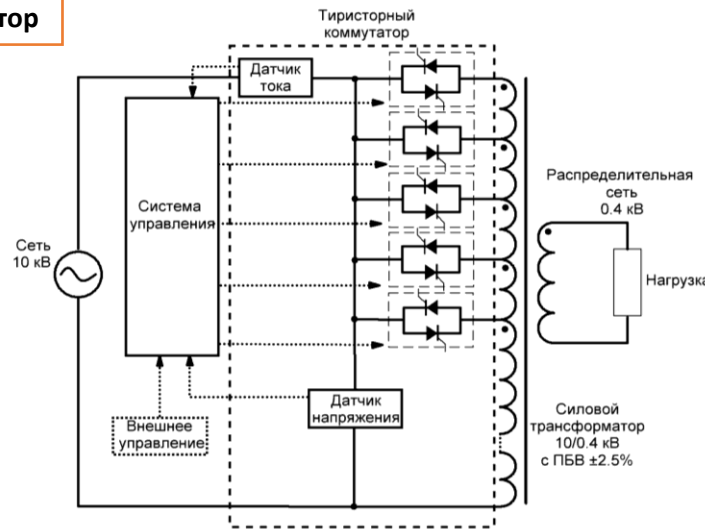 тор
Тиристорный
коммутатор
Датчик
тока
Система
управления
Сеть
10 кВ
Распределительная
сеть
0.4 кВ
Нагрузка
Датчик
напряжения
Внешнее
управление
Силовой
трансформатор
10/0.4 кВ
с ПБВ ±2.5%